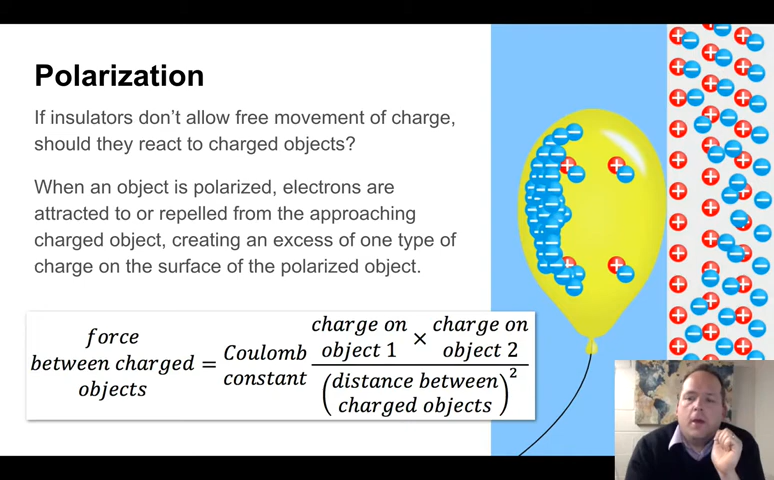 Polarization
If insulators don't allow free movement of charge,
should they react to charged objects?
When an object is polarized, electrons are
attracted to or repelled from the approaching
charged object, creating an excess of one type of
charge on the surface of the polarized object.
force
between charged
objects
=
Coulomb
constant
charge on
object 1
×
charge on
object 2
(distance between
charged objects)²